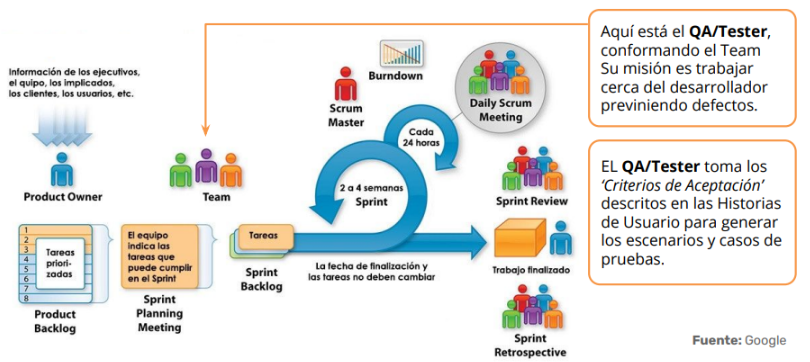 Información de los ejecutivos,
el quipo, los implicados,
los clientes, los usuarios, etc.
Product Owner
Team
Scrum
Master
Burndown
Daily Scrum
Meeting
Cada
24 horas
2 a 4 semanas
Sprint
1
2
3
4
5
6
7
8
Tareas
priori-
zadas
Product
Backlog
El equipo
indica las
tareas que
puede cumplir
en el Sprint
Sprint
Planning
Meeting
Tareas
Sprint
Backlog
La fecha de finalización y
las tareas no deben cambiar
Sprint Review
Trabajo finalizado
Sprint
Retrospective
Aquí está el QA/Tester,
conformando el Team
Su misión es trabajar
cerca del desarrollador
previniendo defectos.
EL QA/Tester toma los
‘Criterios de Aceptación’
descritos en las Historias
de Usuario para generar
los escenarios y casos de
pruebas.
Fuente: Google